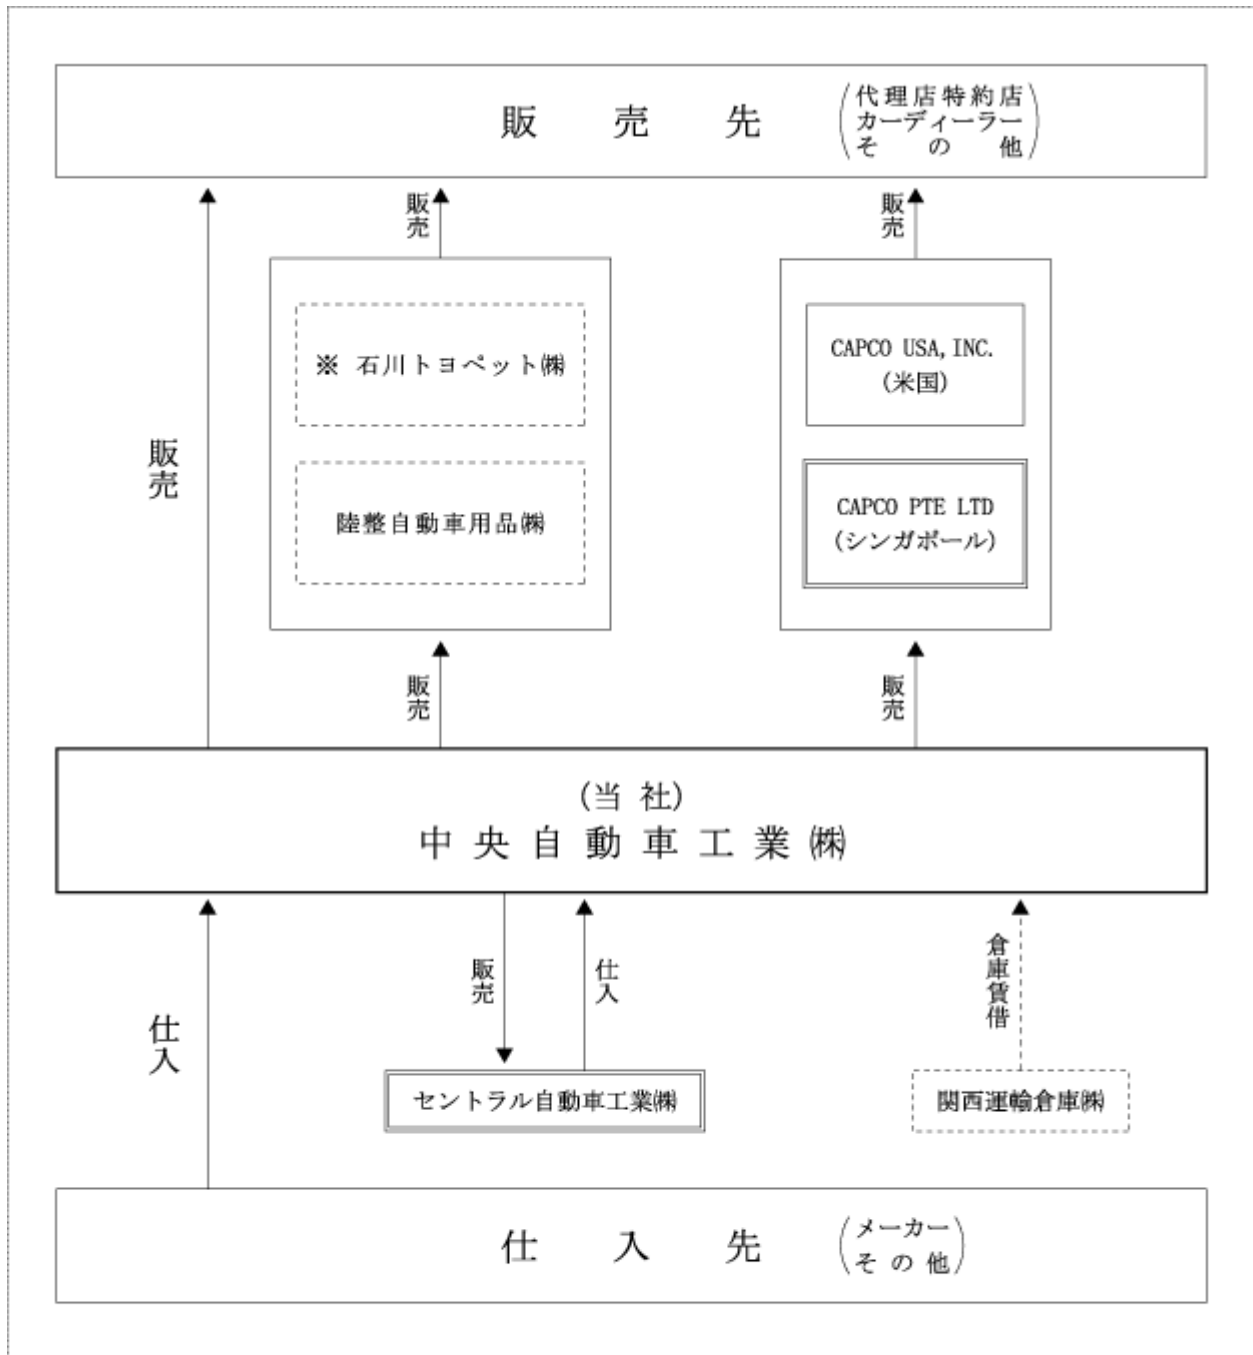 販売先
代理店特約店
カーディーラー
その他
販売
販売
販売
※ 石川トヨペット㈱
陸整自動車用品㈱
CAPCO USA, INC.
(米国)
CAPCO PTE LTD
(シンガポール)
販売
販売
(当社)
中央自動車工業㈱
仕入
販売
仕入
倉庫賃借
セントラル自動車工業㈱
関西運輸倉庫㈱
仕入先
メーカー
その他